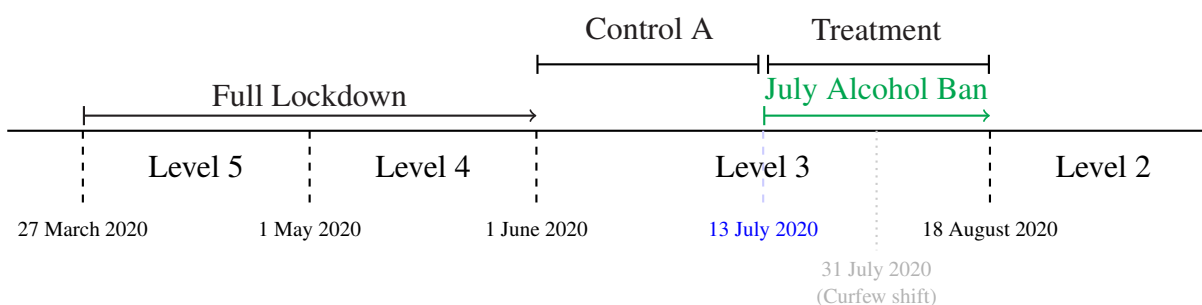 Control A
Treatment
July Alcohol Ban
Full Lockdown
Level 5
Level 4
Level 3
Level 2
27 March 2020
1 May 2020
1 June 2020
13 July 2020
18 August 2020
31 July 2020
(Curfew shift)